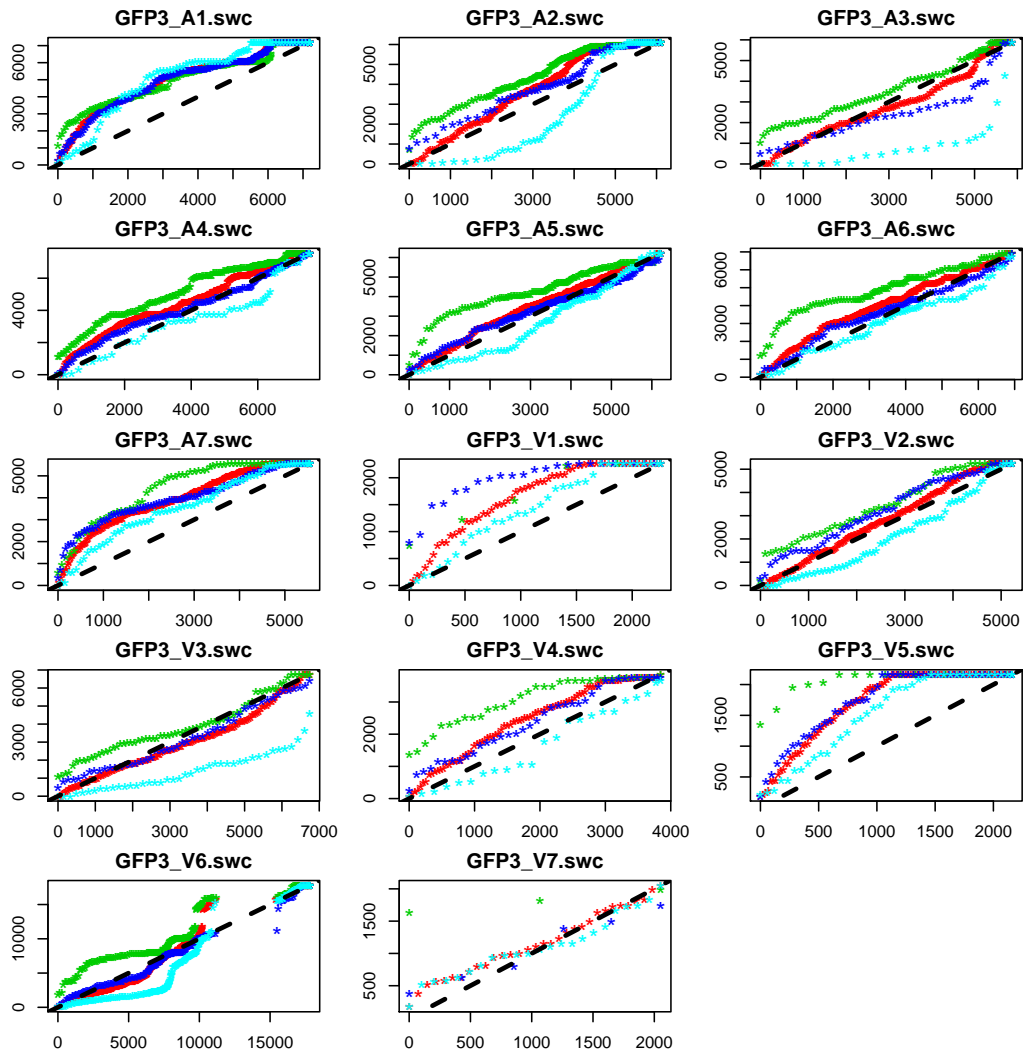 GFP3_A1.swc GFP3_A2.swc GFP3_A3.swc
0 3000 6000
0 2000 4000 6000
0 2000 5000
0 2000 4000 6000
0 1000 3000 5000
0 1000 3000 5000
GFP3_A4.swc GFP3_A5.swc GFP3_A6.swc
0 4000
0 2000 5000
0 3000 6000
0 2000 4000 6000
0 1000 3000 5000
0 2000 4000 6000
GFP3_A7.swc GFP3_V1.swc GFP3_V2.swc
0 2000 5000
0 1000 2000
0 2000 5000
0 1000 3000 5000
0 500 1000 1500 2000
0 1000 3000 5000
GFP3_V3.swc GFP3_V4.swc GFP3_V5.swc
0 3000 6000
0 2000
500 1500
0 1000 3000 5000 7000
0 1000 2000 3000 4000
0 500 1000 1500 2000
GFP3_V6.swc GFP3_V7.swc
0 10000
500 1500
0 5000 10000 15000
0 500 1000 1500 2000